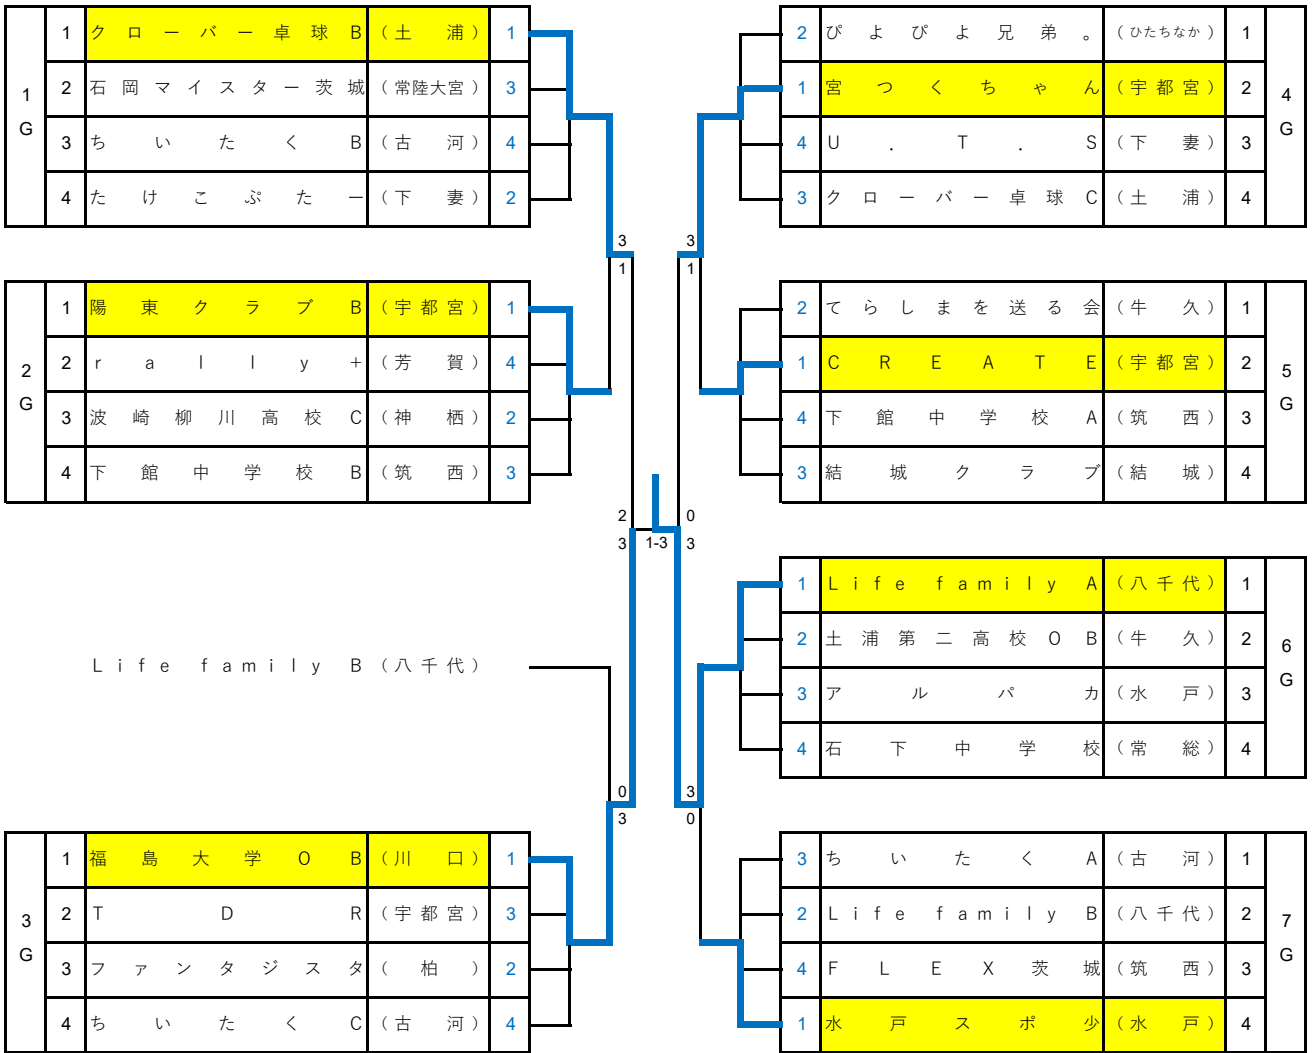 1G
1 クローバー卓球B (土浦) 1
2 石岡マイスター茨城 (常陸大宮) 3
3 ちいたくB (古河) 4
4 たけこぷたー (下妻) 2
2 ぴよぴよ兄弟。 (ひたちなか) 1
1 宮つくちゃん (宇都宮) 2
4 U.T.S (下妻) 3
3 クローバー卓球C (土浦) 4
4G
3 3
1 1
2G
1 陽東クラブB (宇都宮) 1
2 rally+ (芳賀) 4
3 波崎柳川高校C (神栖) 2
4 下館中学校B (筑西) 3
2 てらしまを送る会 (牛久) 1
1 CREATE (宇都宮) 2
4 下館中学校A (筑西) 3
3 結城クラブ (結城) 4
5G
2 0
3 1-3 3
Life family B (八千代)
1 Life family A (八千代) 1
2 土浦第二高校OB (牛久) 2
3 アルパカ (水戸) 3
4 石下中学校 (常総) 4
6G
0 3
3 0
3G
1 福島大学OB (川口) 1
2 TDR (宇都宮) 3
3 ファンタジスタ (柏) 2
4 ちいたくC (古河) 4
3 ちいたくA (古河) 1
2 Life family B (八千代) 2
4 FLEX茨城 (筑西) 3
1 水戸スポ少 (水戸) 4
7G